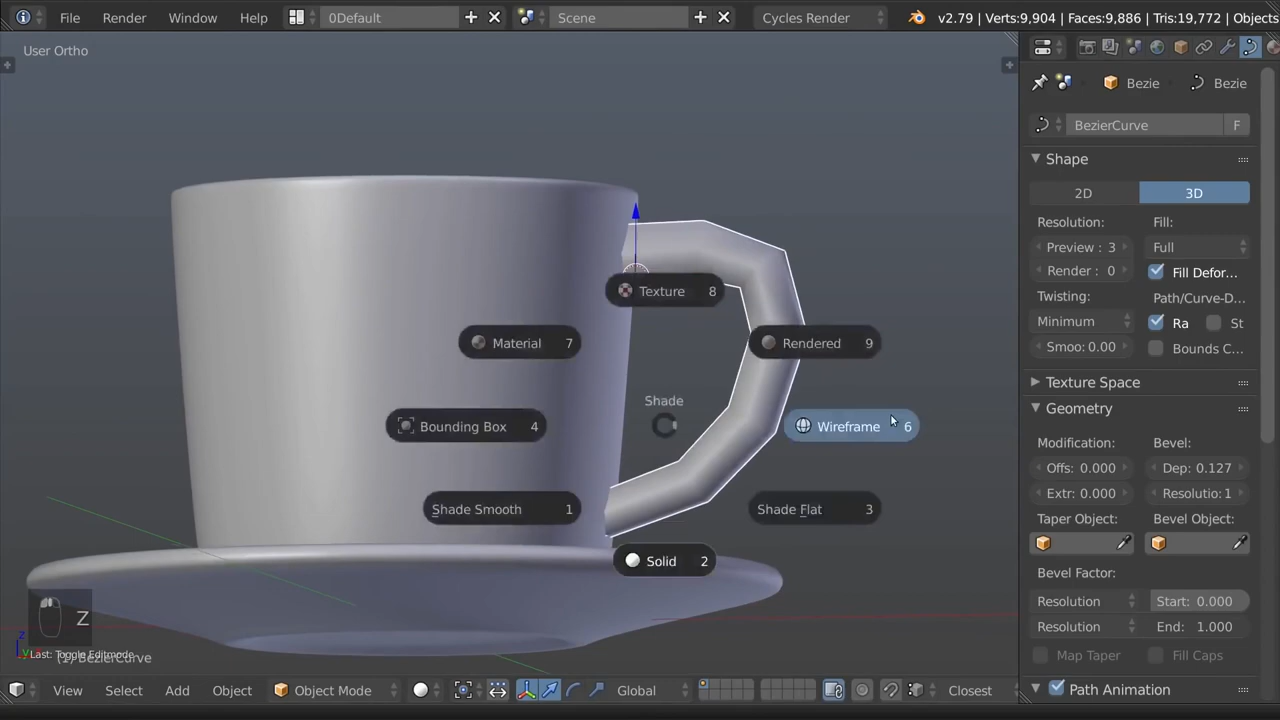 File Render Window Help 0Default Scene Cycles Render v2.79 | Verts:9,904 | Faces:9,886 | Tris:19,772 | Objects
User Ortho
Bezie Bezie
BezierCurve F
Shape
2D 3D
Resolution: Fill:
Preview : 3 Full
Render : 0 Fill Defor...
Twisting: Path/Curve-D...
Minimum Ra St
Smoo: 0.00 Bounds C...
Texture Space
Geometry
Modification: Bevel:
Offs: 0.000 Dep: 0.127
Extr: 0.000 Resolutio: 1
Taper Object: Bevel Object:
Bevel Factor:
Resolution Start: 0.000
Resolution End: 1.000
Map Taper Fill Caps
Path Animation
Texture 8
Material 7
Rendered 9
Shade
Bounding Box 4
Wireframe 6
Shade Smooth 1
Shade Flat 3
Solid 2
Z
Last: Toggle Editmode
(1) BezierCurve
View Select Add Object Object Mode Global Closest